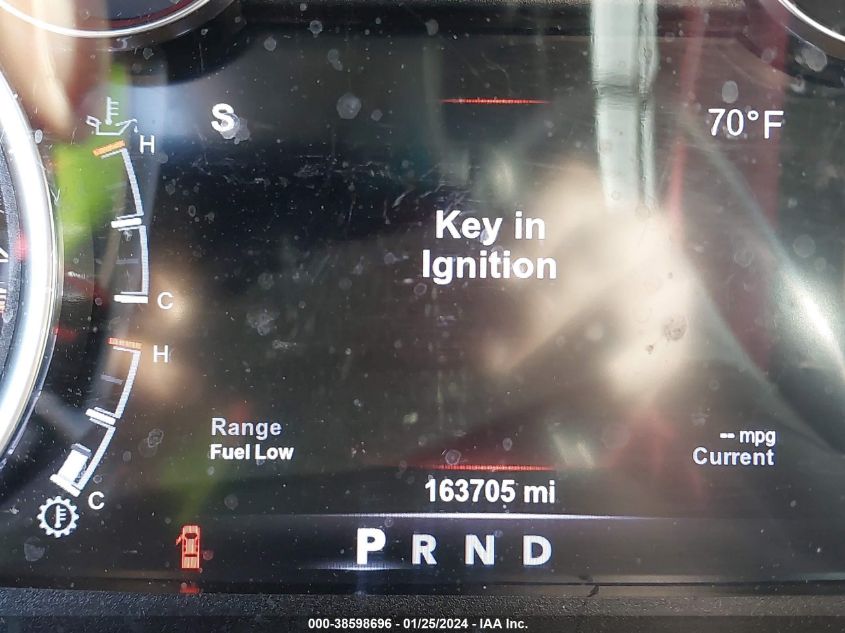 S
70°F
H
Key in
Ignition
C
H
Range
Fuel Low
-- mpg
Current
C
163705 mi
P R N D
000-38598696 - 01/25/2024 - IAA Inc.